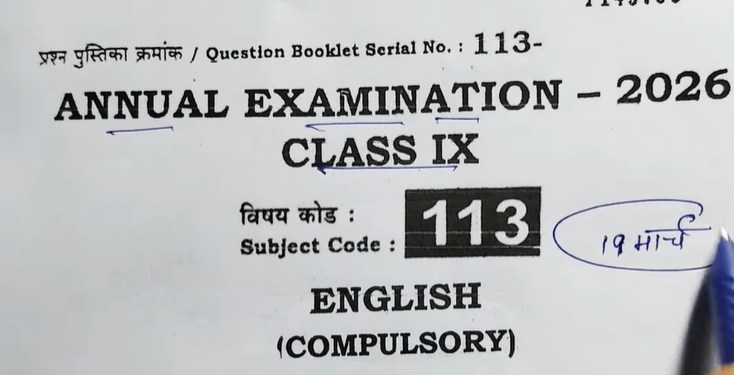 प्रश्न पुस्तिका क्रमांक / Question Booklet Serial No. : 113-
ANNUAL EXAMINATION – 2026
CLASS IX
विषय कोड :
Subject Code :
113
19 मार्च
ENGLISH
(COMPULSORY)